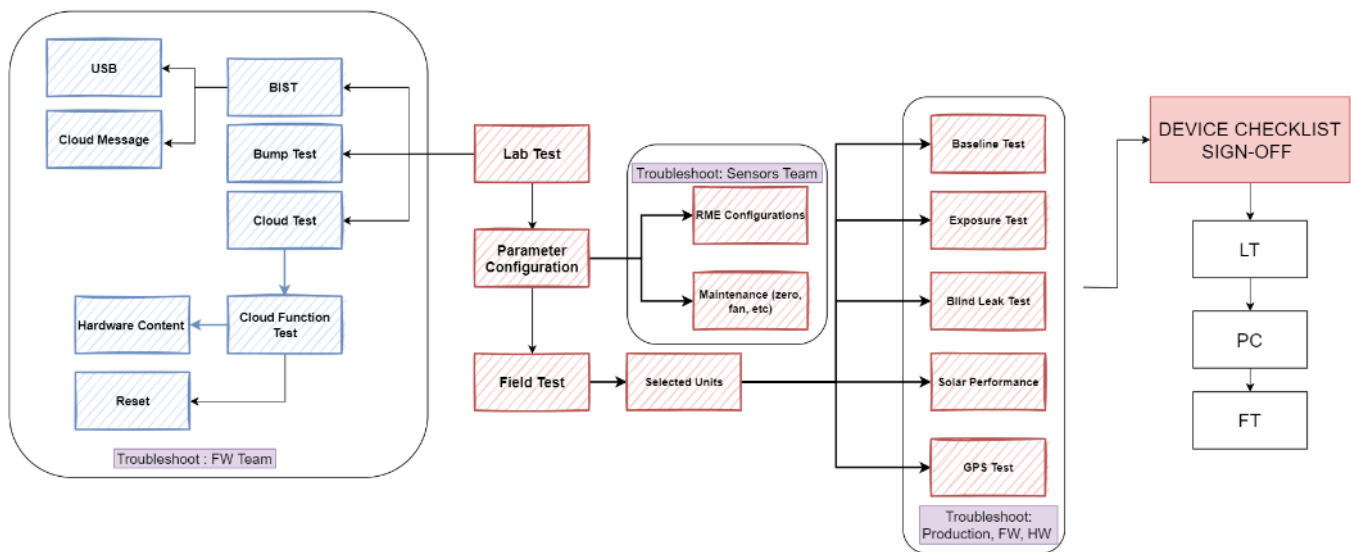 USB
BIST
Cloud Message
Bump Test
Cloud Test
Hardware Content
Cloud Function
Test
Reset
Troubleshoot : FW Team
Lab Test
Parameter
Configuration
Field Test
Selected Units
Troubleshoot: Sensors Team
RME Configurations
Maintenance (zero,
fan, etc)
Baseline Test
Exposure Test
Blind Leak Test
Solar Performance
GPS Test
Troubleshoot:
Production, FW, HW
DEVICE CHECKLIST
SIGN-OFF
LT
PC
FT